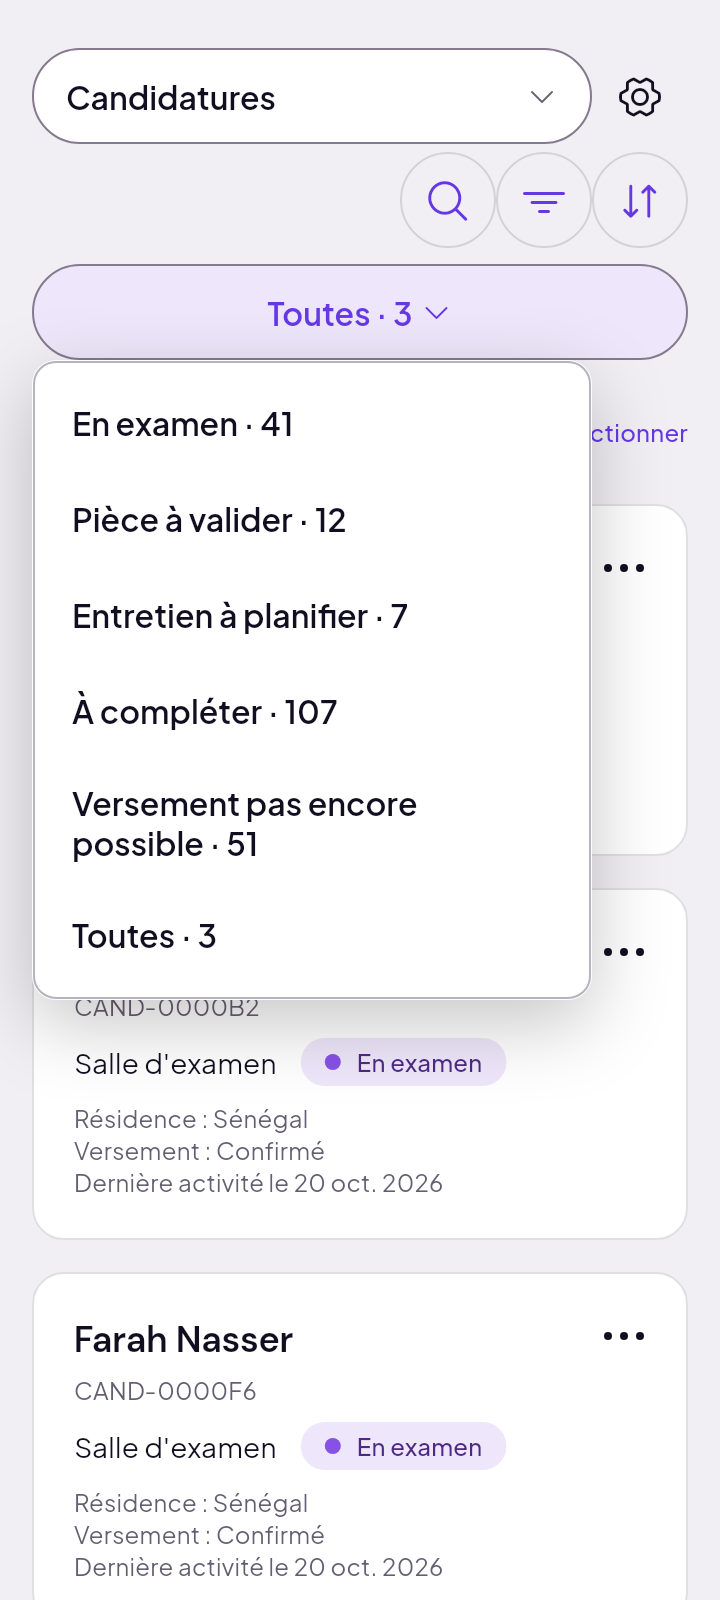 Candidatures
Toutes · 3
En examen · 41
Pièce à valider · 12
Entretien à planifier · 7
À compléter · 107
Versement pas encore
possible · 51
Toutes · 3
CAND-0000B2
Salle d'examen En examen
Résidence : Sénégal
Versement : Confirmé
Dernière activité le 20 oct. 2026
Farah Nasser
CAND-0000F6
Salle d'examen En examen
Résidence : Sénégal
Versement : Confirmé
Dernière activité le 20 oct. 2026